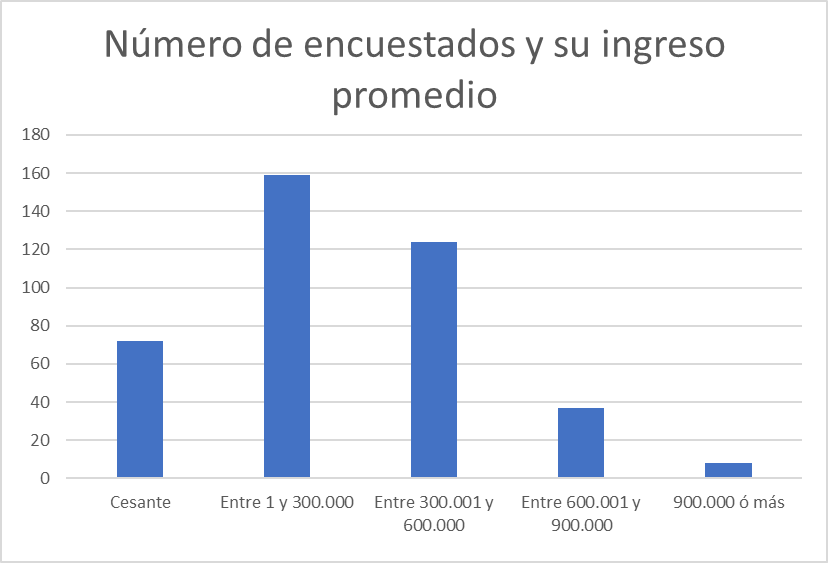 Número de encuestados y su ingreso
promedio
180
160
140
120
100
80
60
40
20
0
Cesante
Entre 1 y 300.000
Entre 300.001 y
600.000
Entre 600.001 y
900.000
900.000 ó más